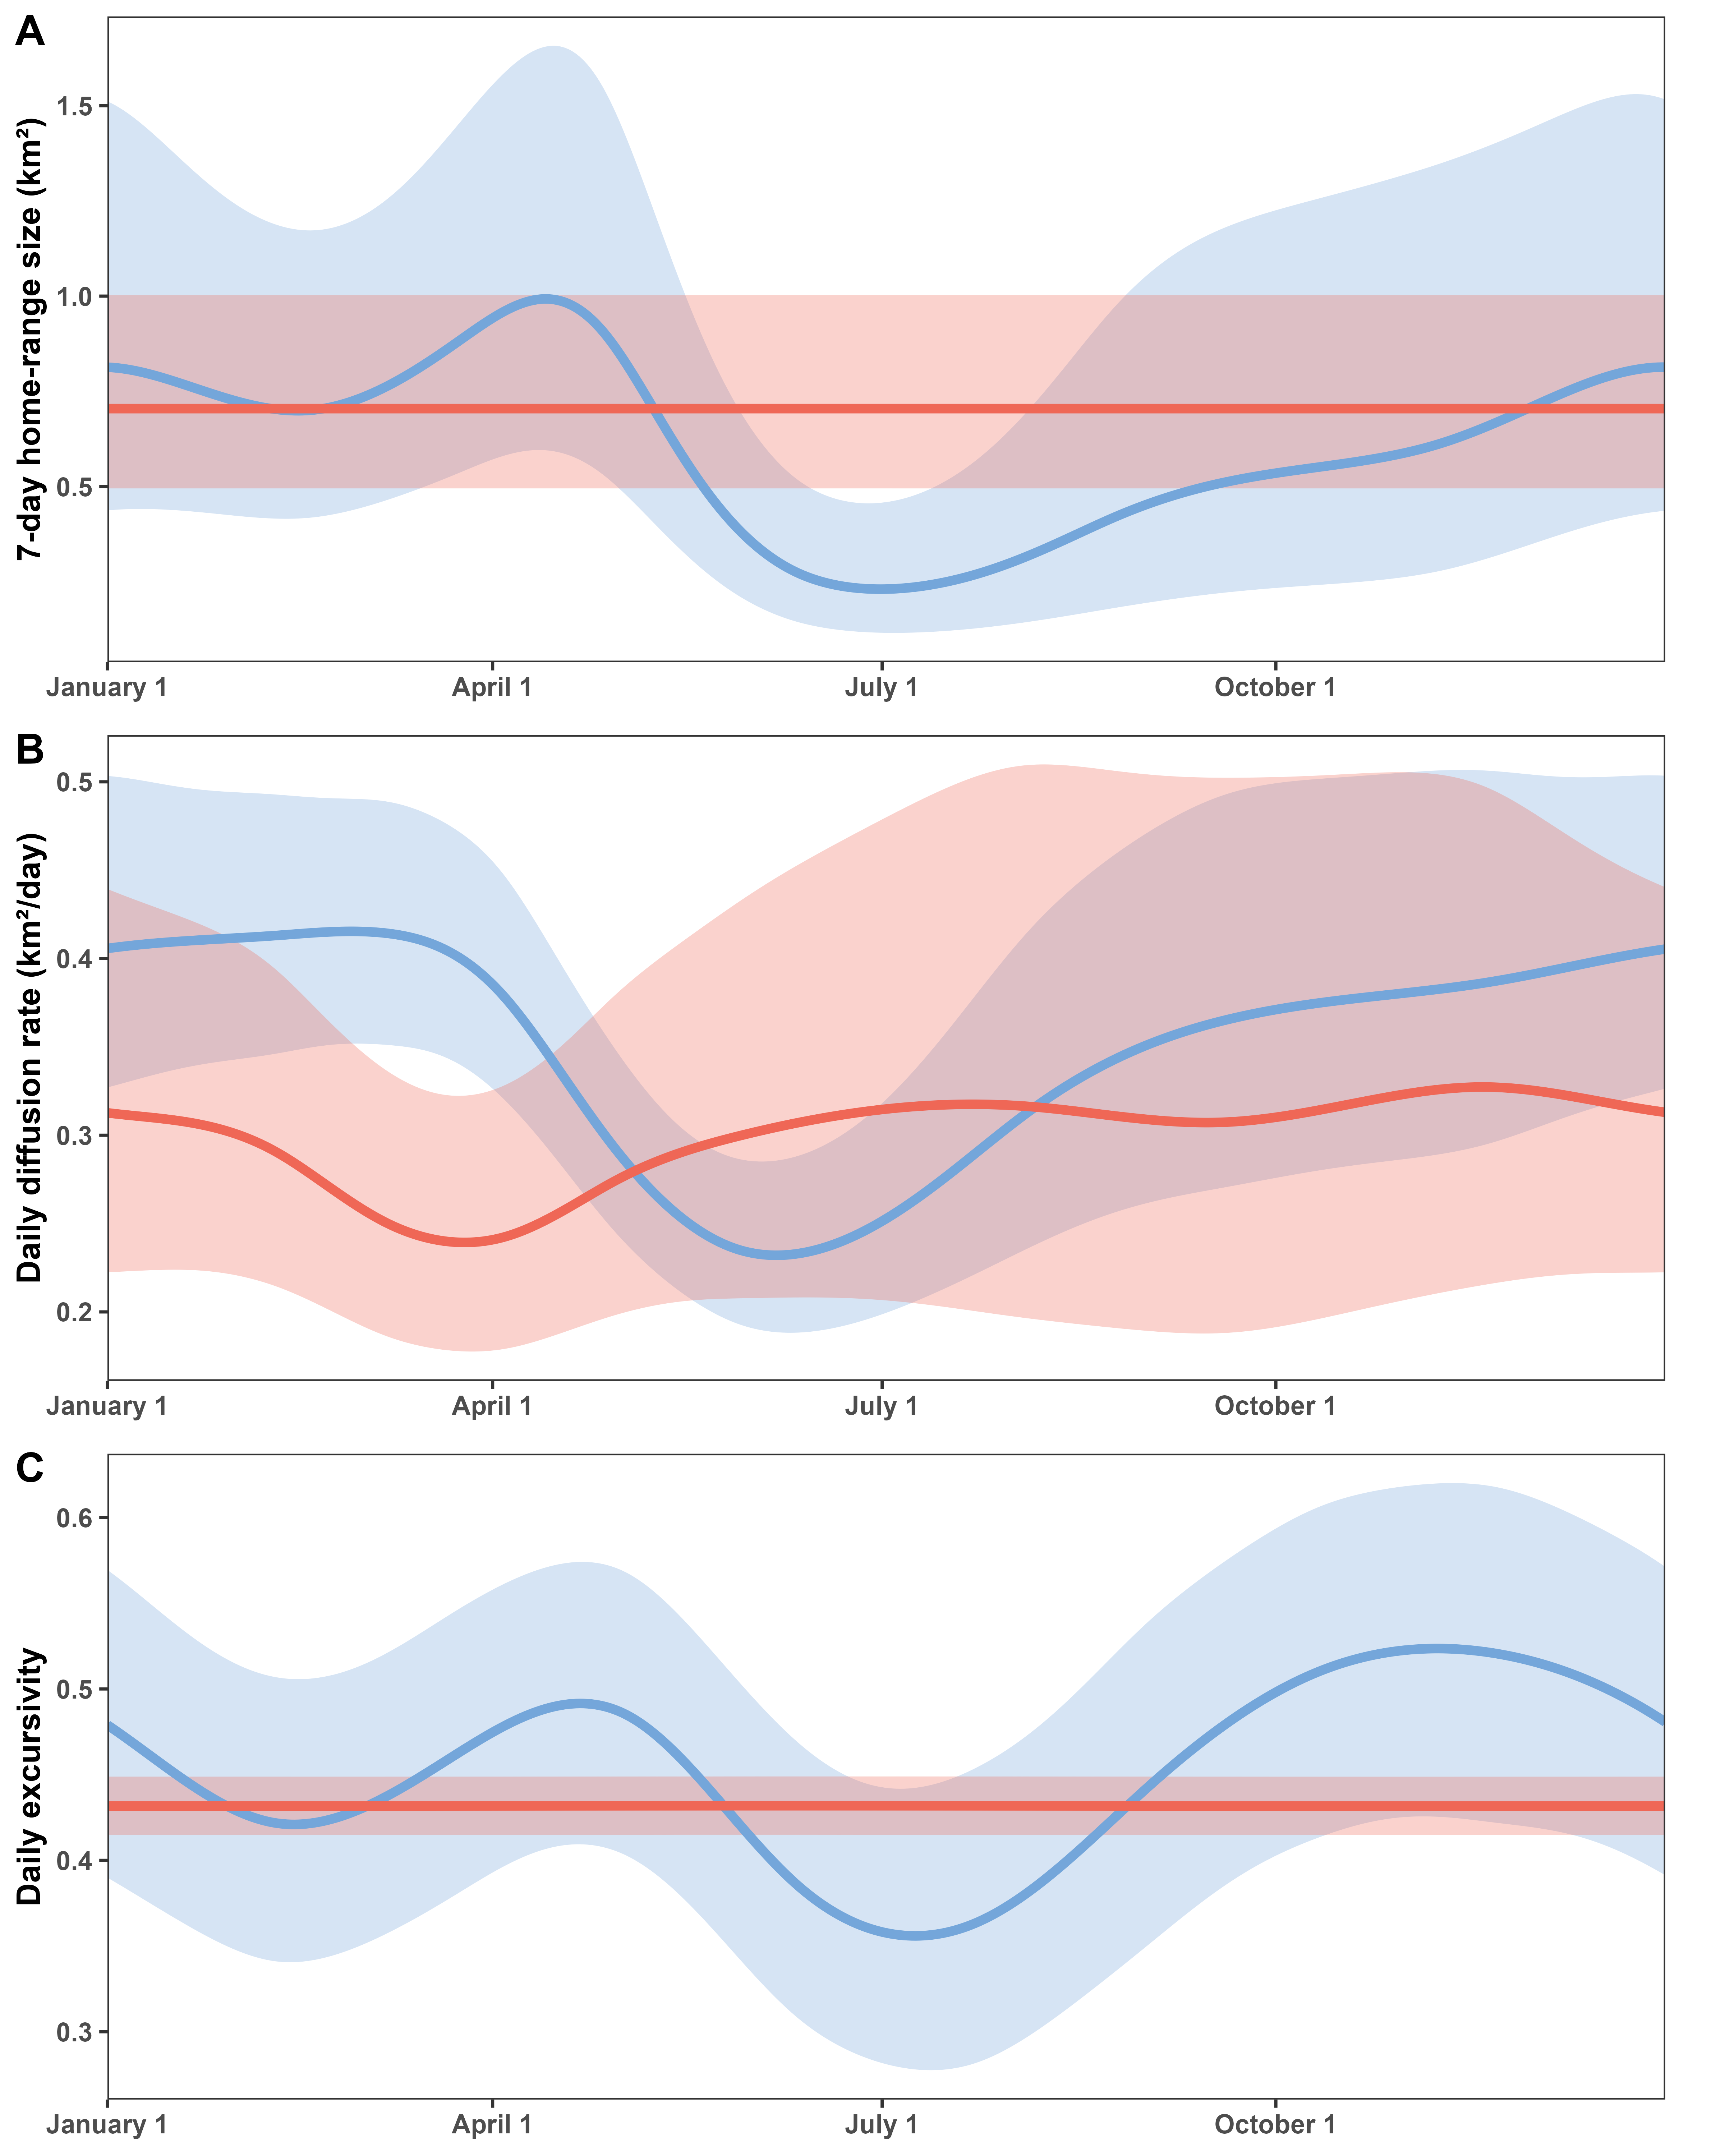 A
7-day home-range size (km²)
1.5
1.0
0.5
January 1
April 1
July 1
October 1
B
Daily diffusion rate (km²/day)
0.5
0.4
0.3
0.2
January 1
April 1
July 1
October 1
C
Daily excursivity
0.6
0.5
0.4
0.3
January 1
April 1
July 1
October 1